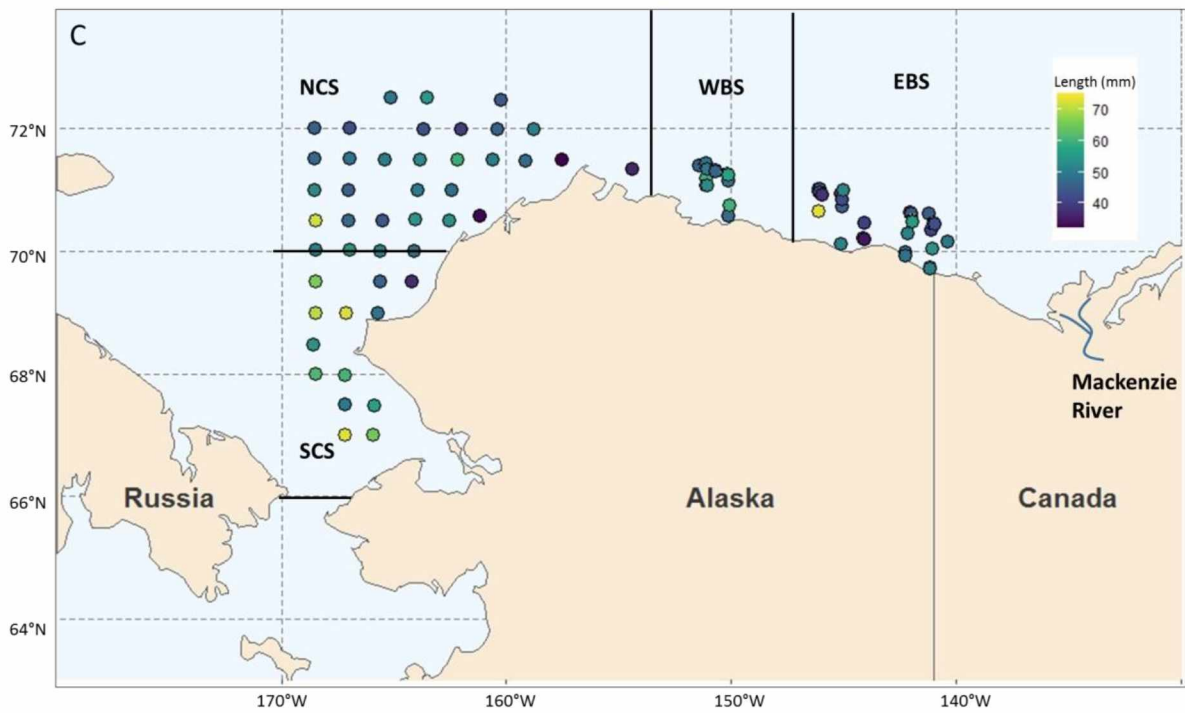 C
NCS
WBS
EBS
Length (mm)
70
60
50
40
72°N
70°N
68°N
66°N
64°N
SCS
Mackenzie
River
Russia
Alaska
Canada
170°W
160°W
150°W
140°W